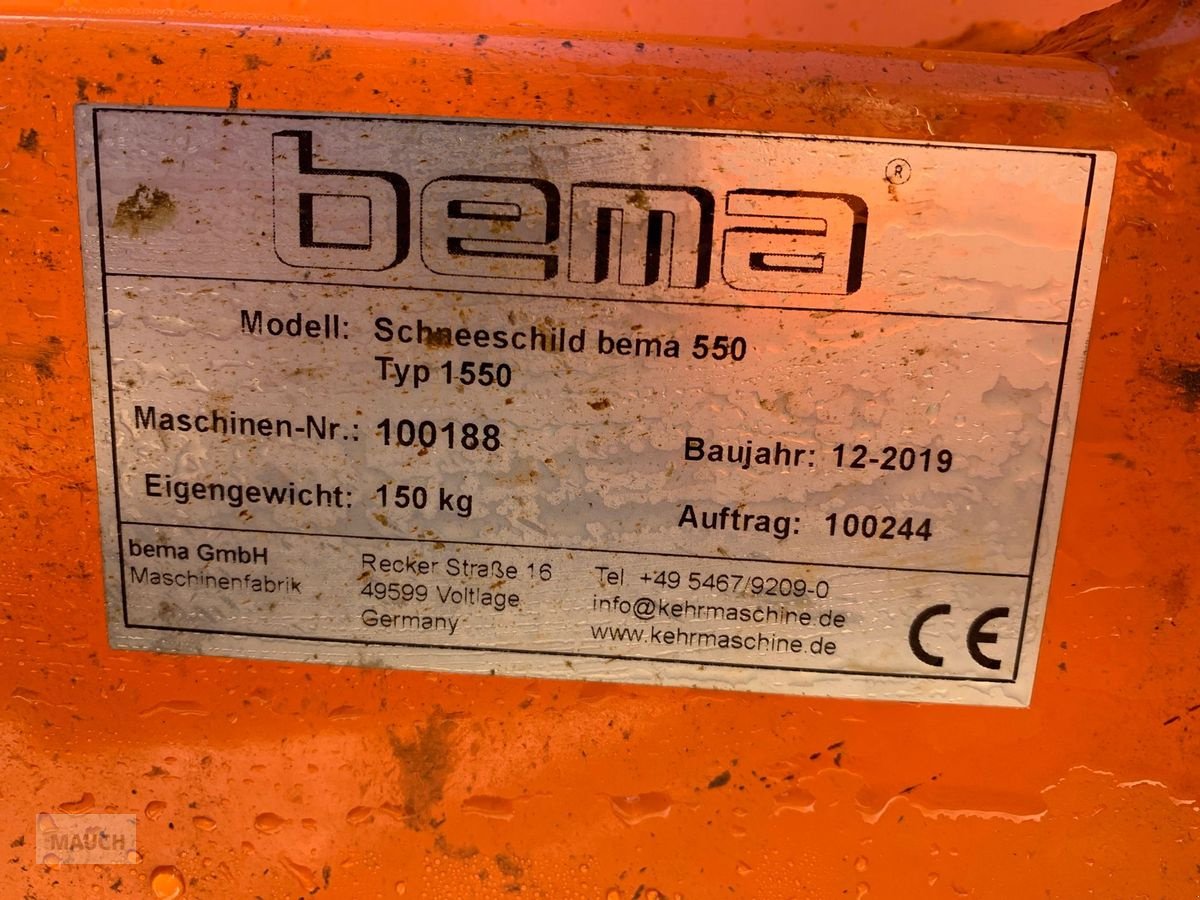 bema ®
Modell: Schneeschild bema 550
Typ 1550
Maschinen-Nr.: 100188
Baujahr: 12-2019
Eigengewicht: 150 kg
Auftrag: 100244
bema GmbH
Maschinenfabrik
Recker Straße 16
49599 Voltlage
Germany
Tel. +49 5467/9209-0
info@kehrmaschine.de
www.kehrmaschine.de
CE
MAUCH